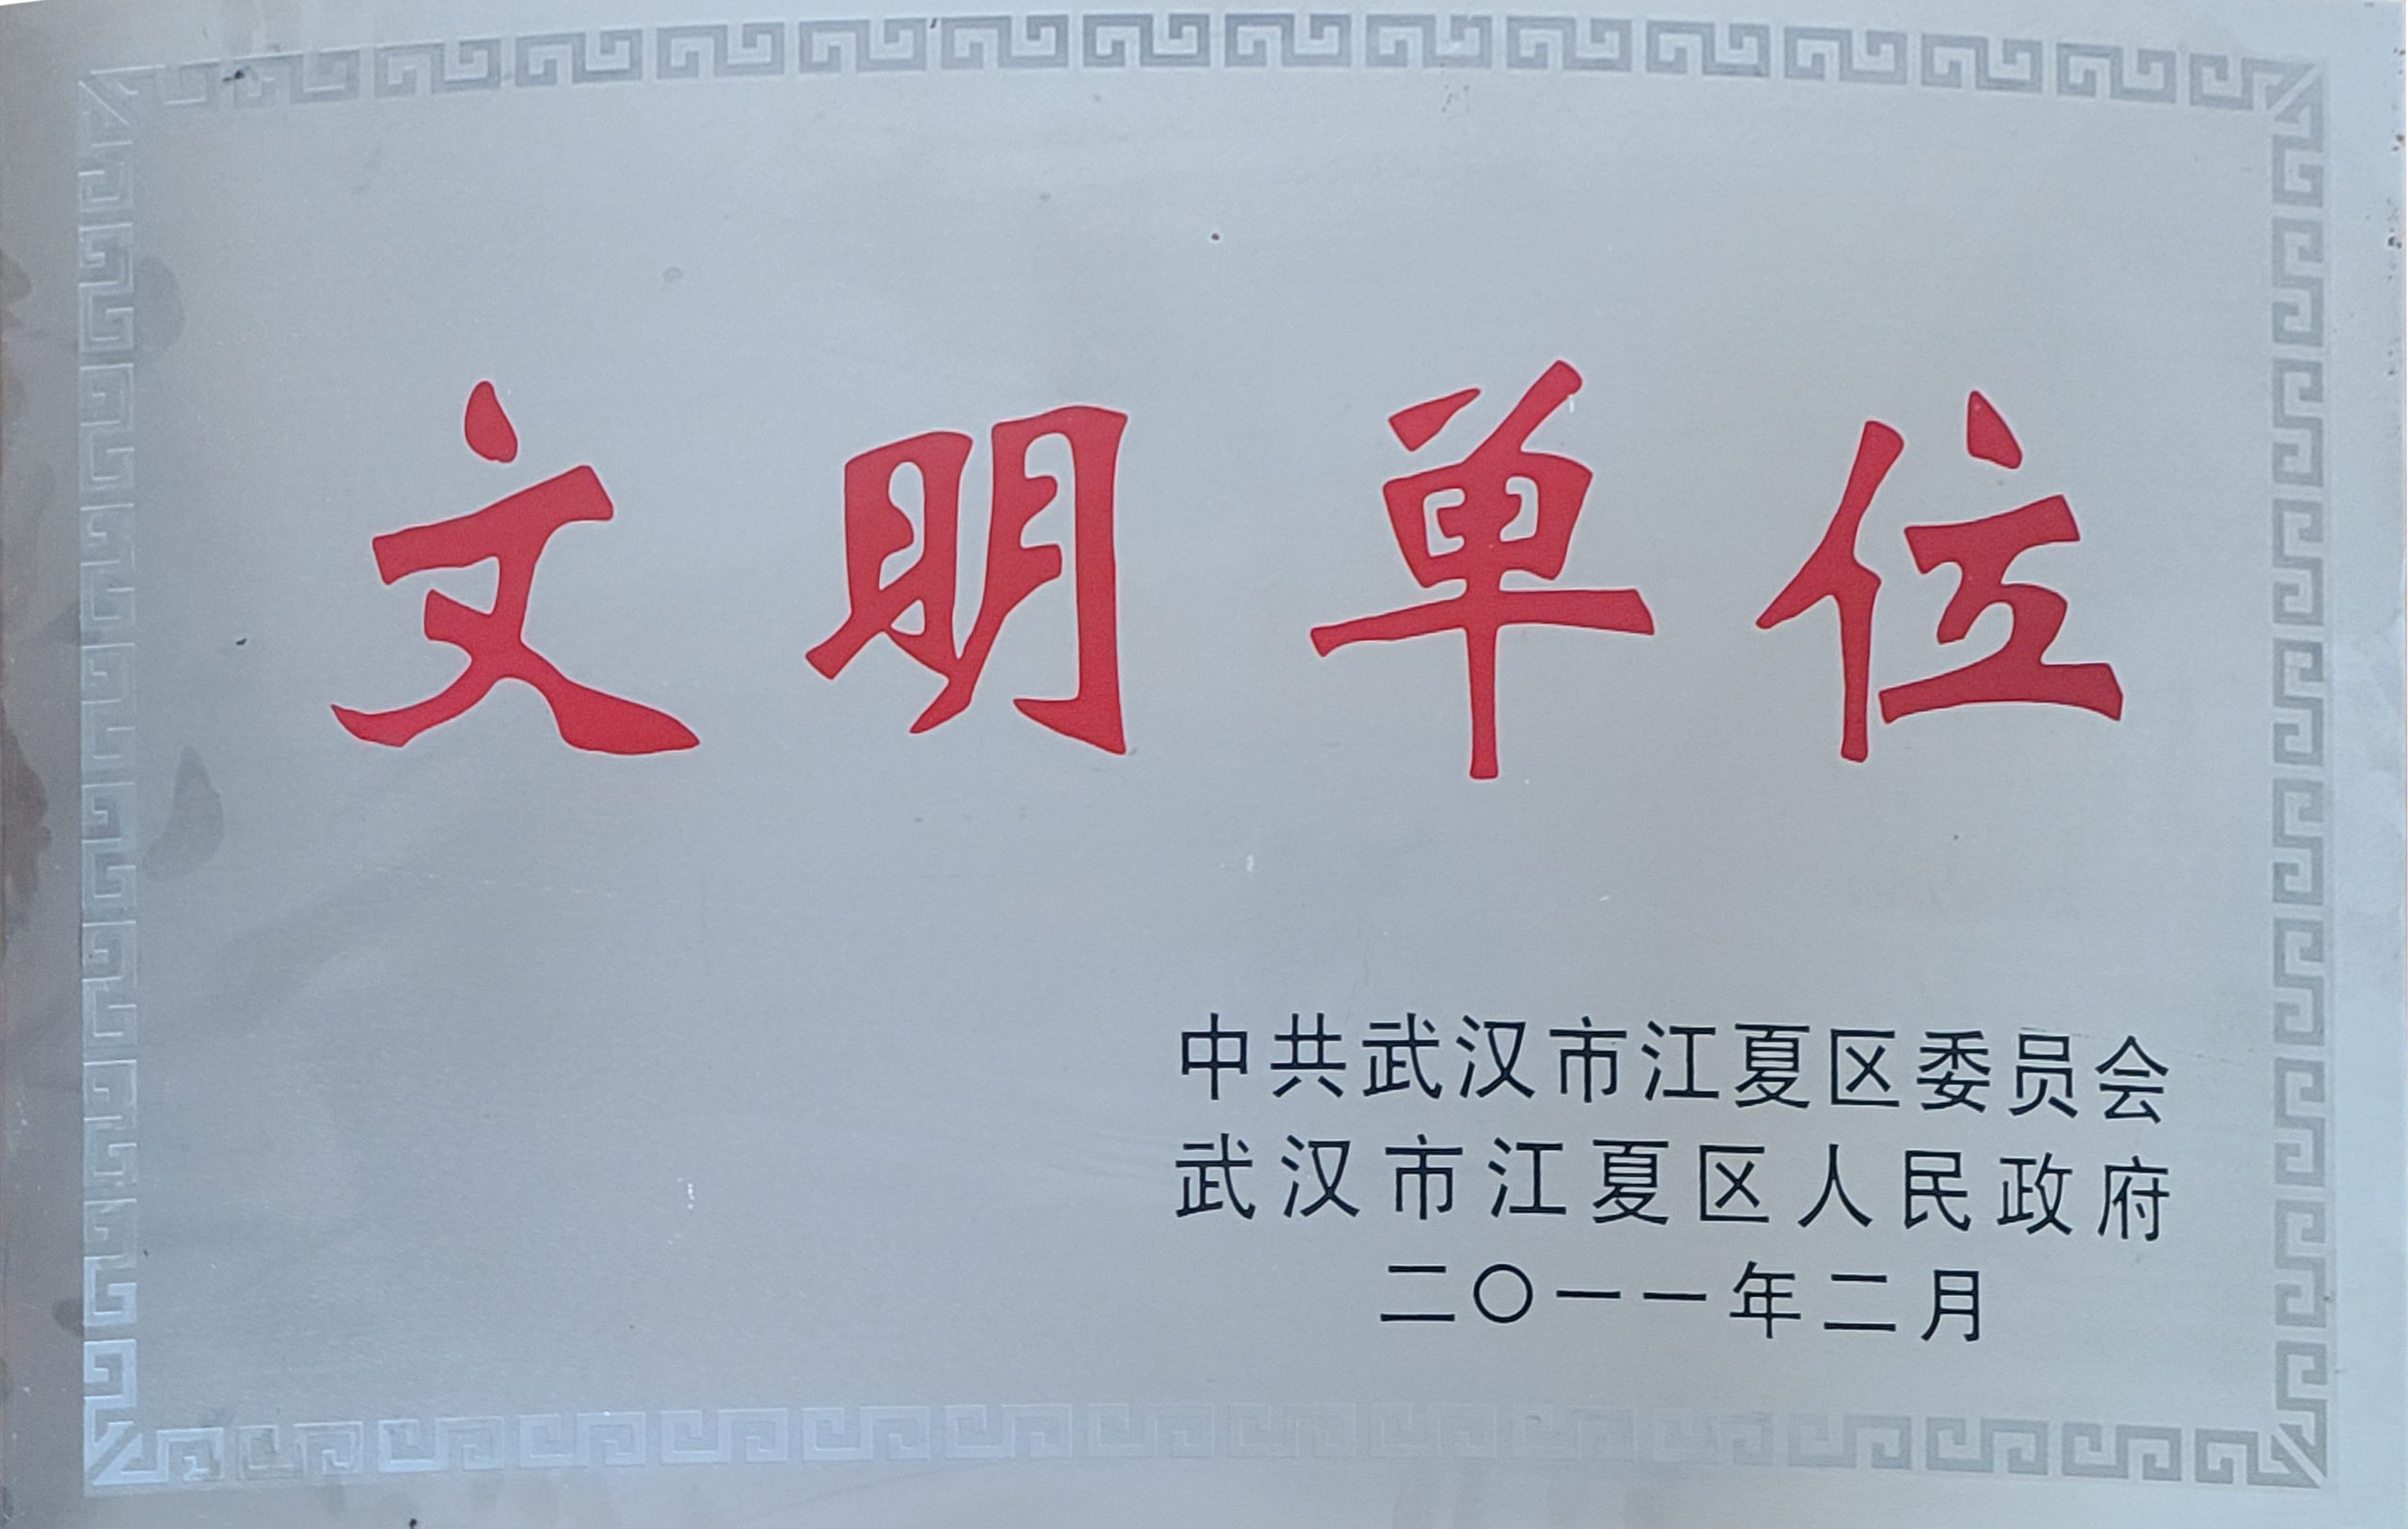 文明单位
中共武汉市江夏区委员会
武汉市江夏区人民政府
二〇一一年二月